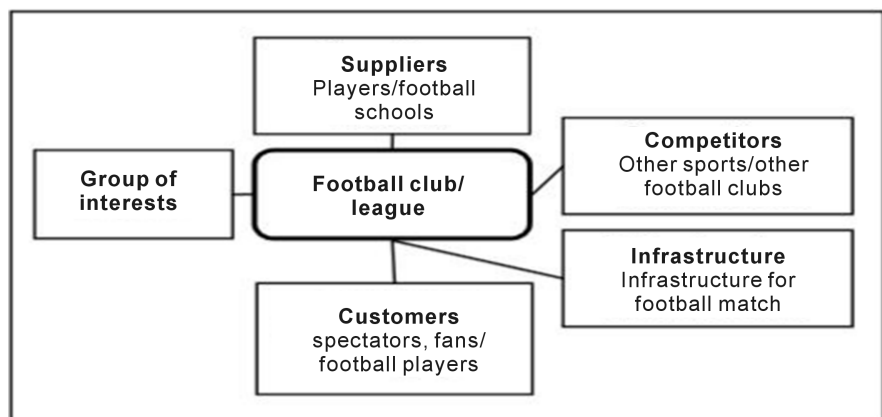 Suppliers
Players/football
schools
Competitors
Other sports/other
football clubs
Group of
interests
Football club/
league
Infrastructure
Infrastructure for
football match
Customers
spectators, fans/
football players